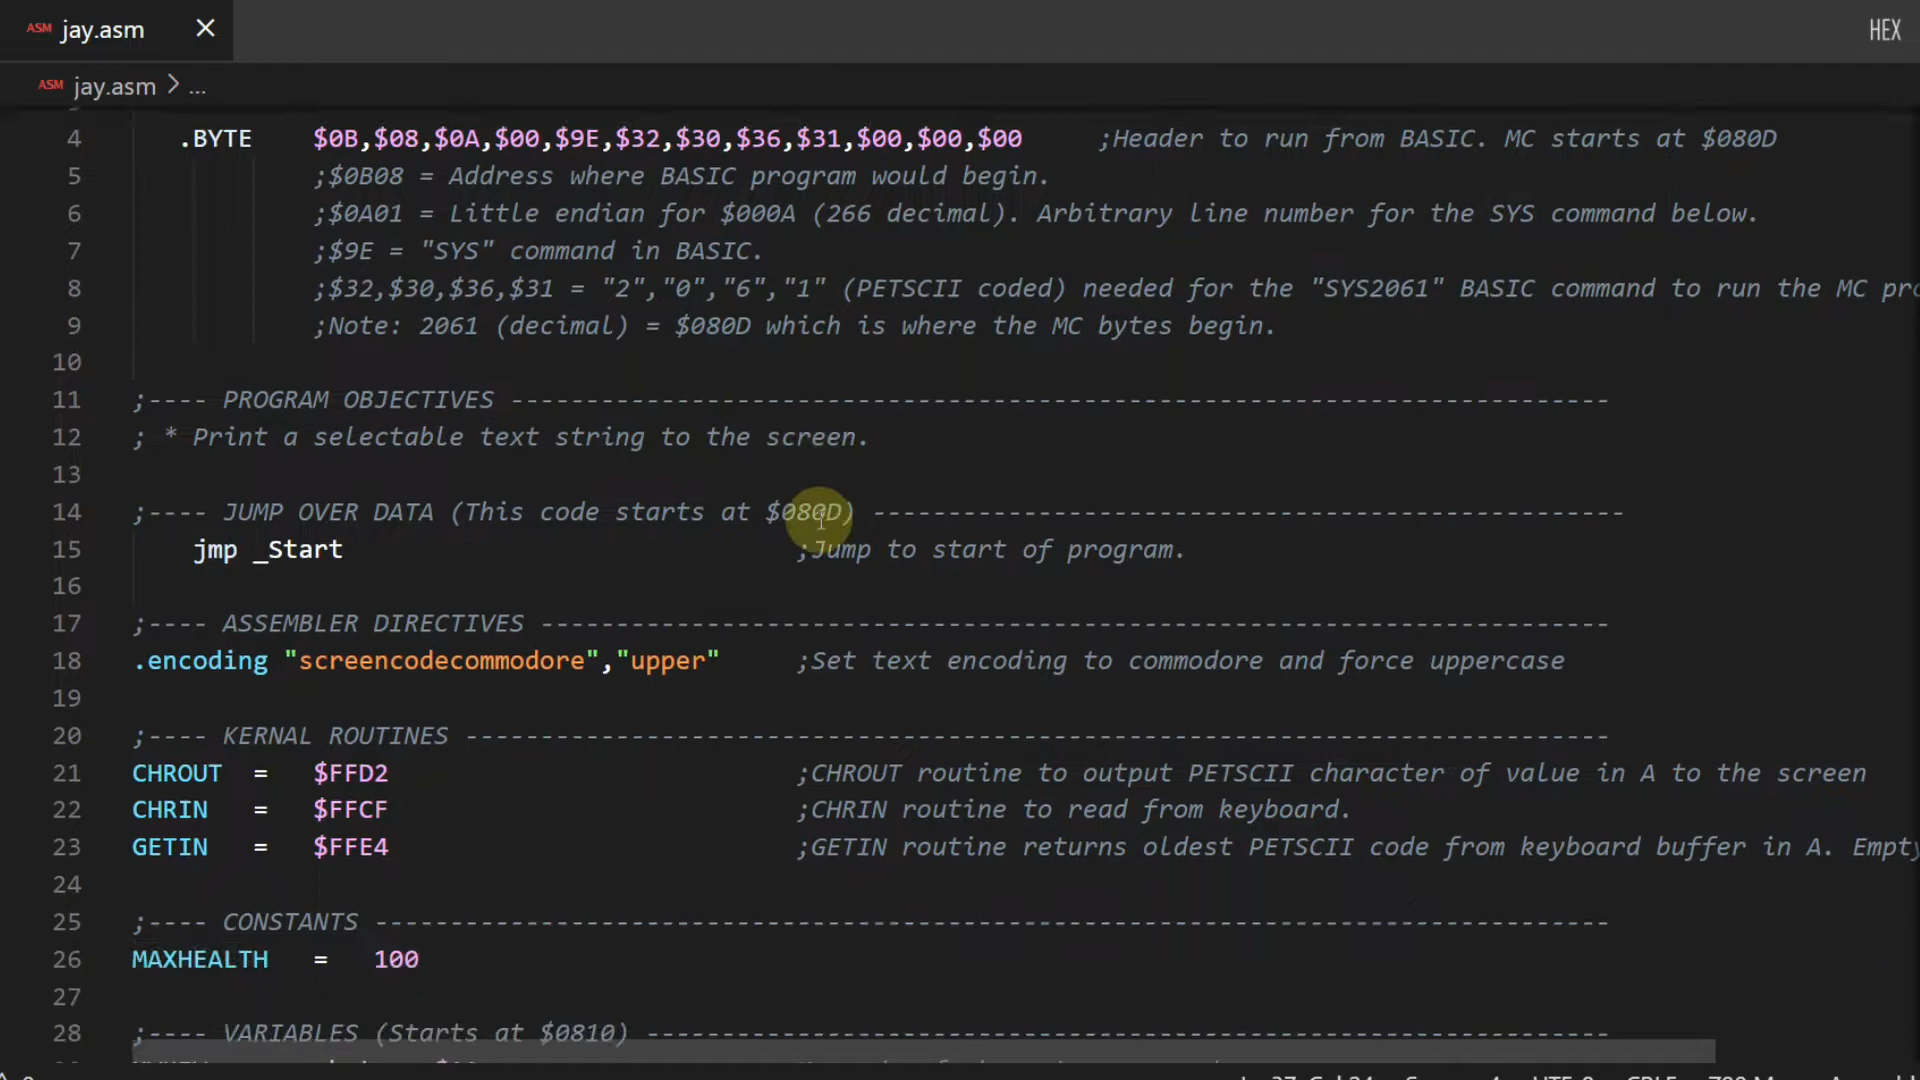 ASM jay.asm × HEX
ASM jay.asm > ...
4 .BYTE $0B,$08,$0A,$00,$9E,$32,$30,$36,$31,$00,$00,$00 ;Header to run from BASIC. MC starts at $080D
5 ;$0B08 = Address where BASIC program would begin.
6 ;$0A01 = Little endian for $000A (266 decimal). Arbitrary line number for the SYS command below.
7 ;$9E = "SYS" command in BASIC.
8 ;$32,$30,$36,$31 = "2","0","6","1" (PETSCII coded) needed for the "SYS2061" BASIC command to run the MC pro
9 ;Note: 2061 (decimal) = $080D which is where the MC bytes begin.
10
11 ;---- PROGRAM OBJECTIVES -------------------------------------------------------------------------
12 ; * Print a selectable text string to the screen.
13
14 ;---- JUMP OVER DATA (This code starts at $080D) --------------------------------------------------
15 jmp _Start ;Jump to start of program.
16
17 ;---- ASSEMBLER DIRECTIVES -----------------------------------------------------------------------
18 .encoding "screencodecommodore","upper" ;Set text encoding to commodore and force uppercase
19
20 ;---- KERNAL ROUTINES ----------------------------------------------------------------------------
21 CHROUT = $FFD2 ;CHROUT routine to output PETSCII character of value in A to the screen
22 CHRIN = $FFCF ;CHRIN routine to read from keyboard.
23 GETIN = $FFE4 ;GETIN routine returns oldest PETSCII code from keyboard buffer in A. Empty
24
25 ;---- CONSTANTS ----------------------------------------------------------------------------------
26 MAXHEALTH = 100
27
28 ;---- VARIABLES (Starts at $0810) ----------------------------------------------------------------